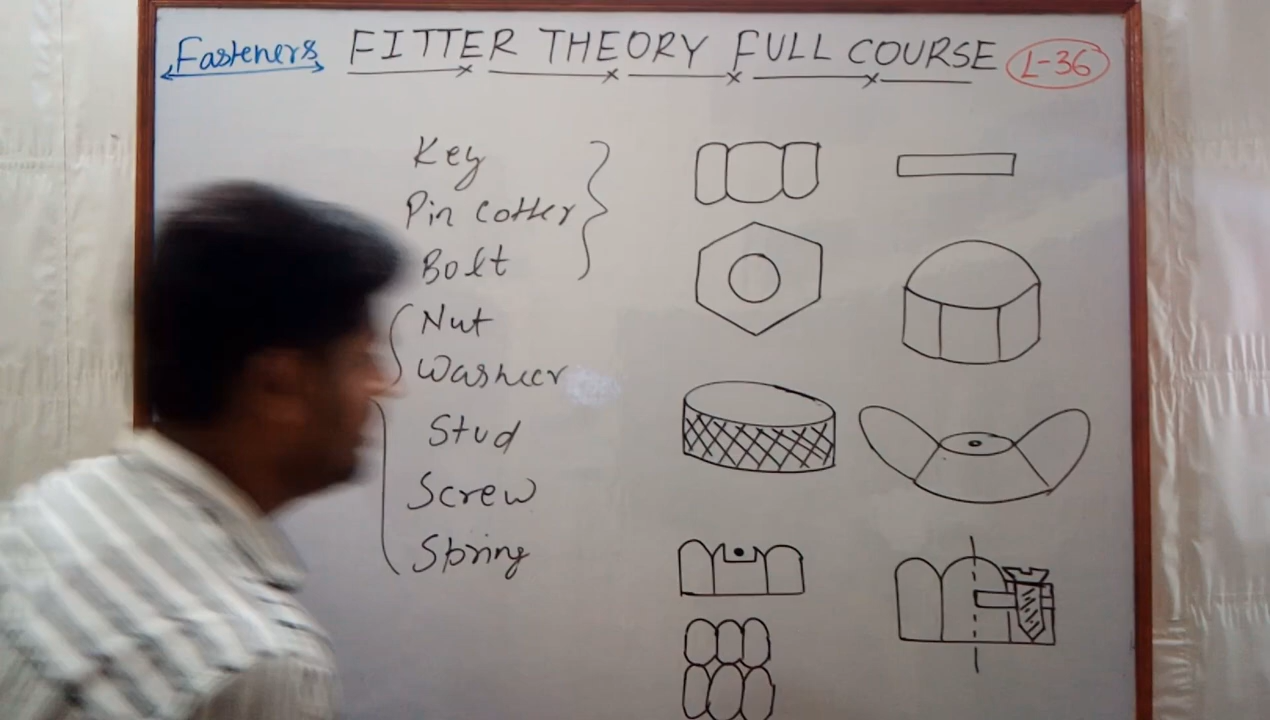 Fasteners FITTER THEORY FULL COURSE L-36
Key
Pin Cotter
Bolt
Nut
Washer
Stud
Screw
Spring